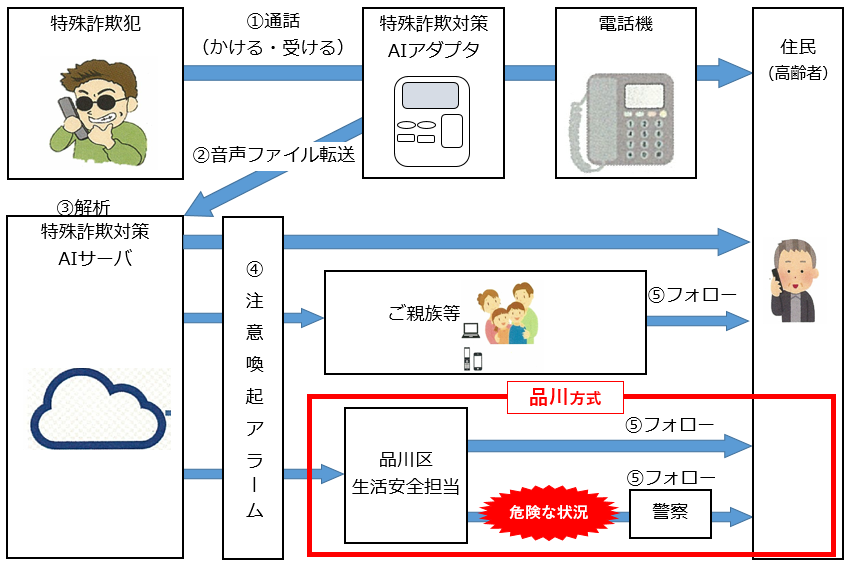 特殊詐欺犯
①通話
（かける・受ける）
特殊詐欺対策
AIアダプタ
電話機
住民
（高齢者）
②音声ファイル転送
③解析
特殊詐欺対策
AIサーバ
④注意喚起アラーム
ご親族等
⑤フォロー
品川方式
品川区
生活安全担当
⑤フォロー
⑤フォロー
危険な状況
警察